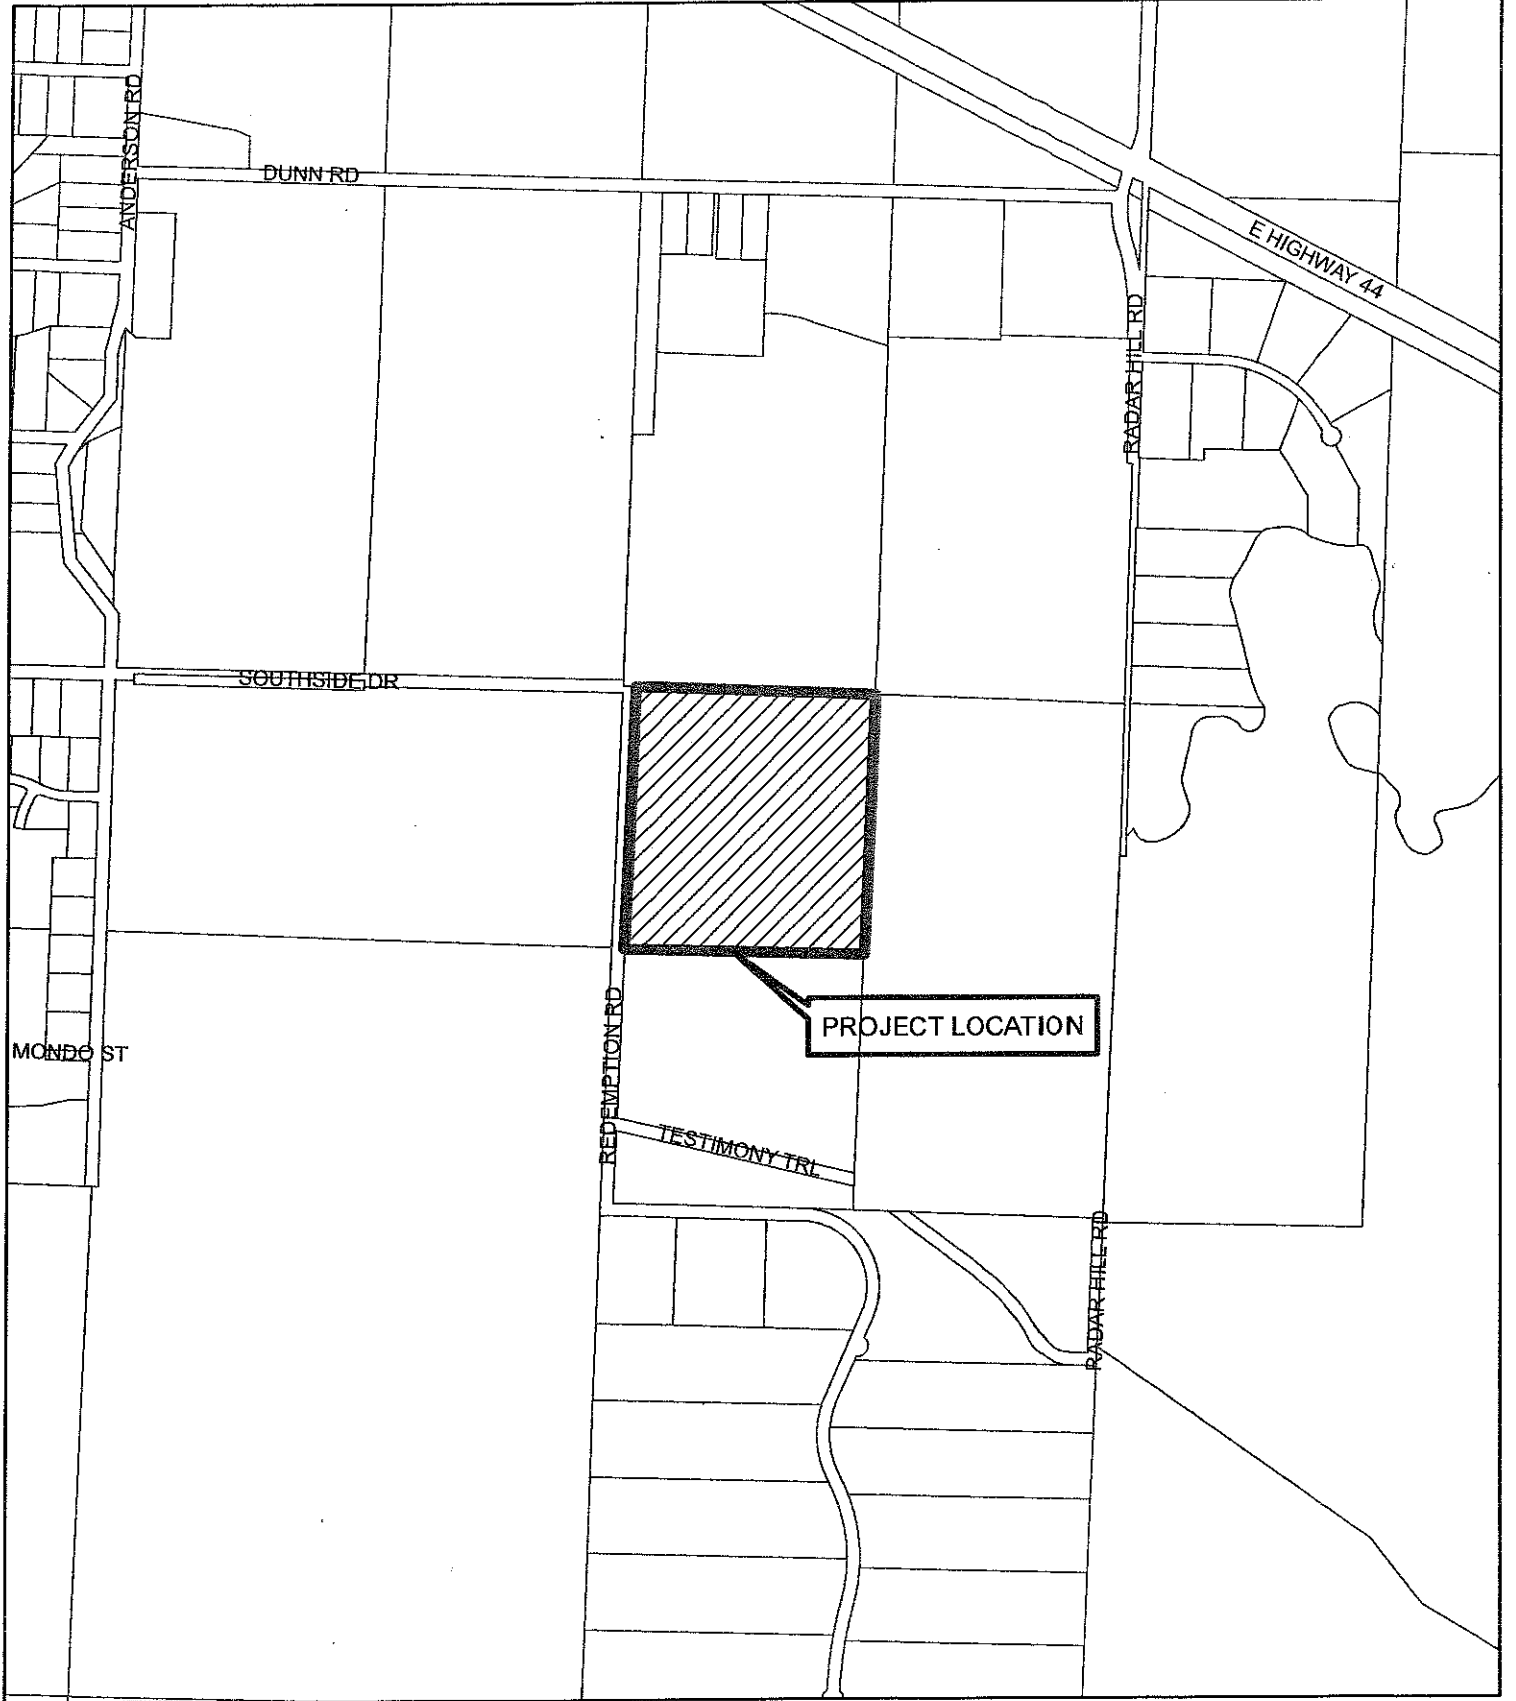 ANDERSON RD
DUNN RD
E HIGHWAY 44
RADAR HILL RD
SOUTHSIDE DR
PROJECT LOCATION
REDEMPTION RD
MONDO ST
TESTIMONY TRL
RADAR HILL RD